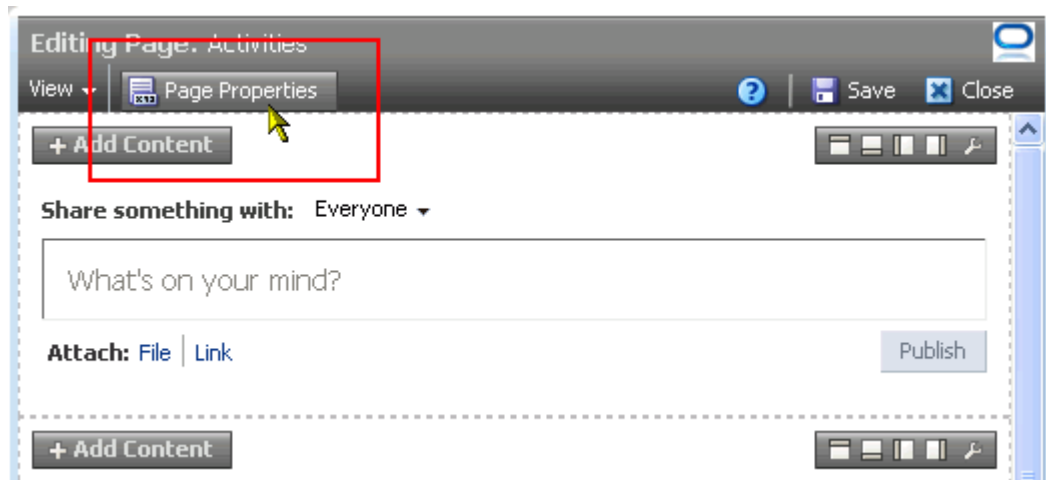 Editing Page: Activities
View Page Properties Save Close
+ Add Content
Share something with: Everyone
What's on your mind?
Attach: File Link Publish
+ Add Content